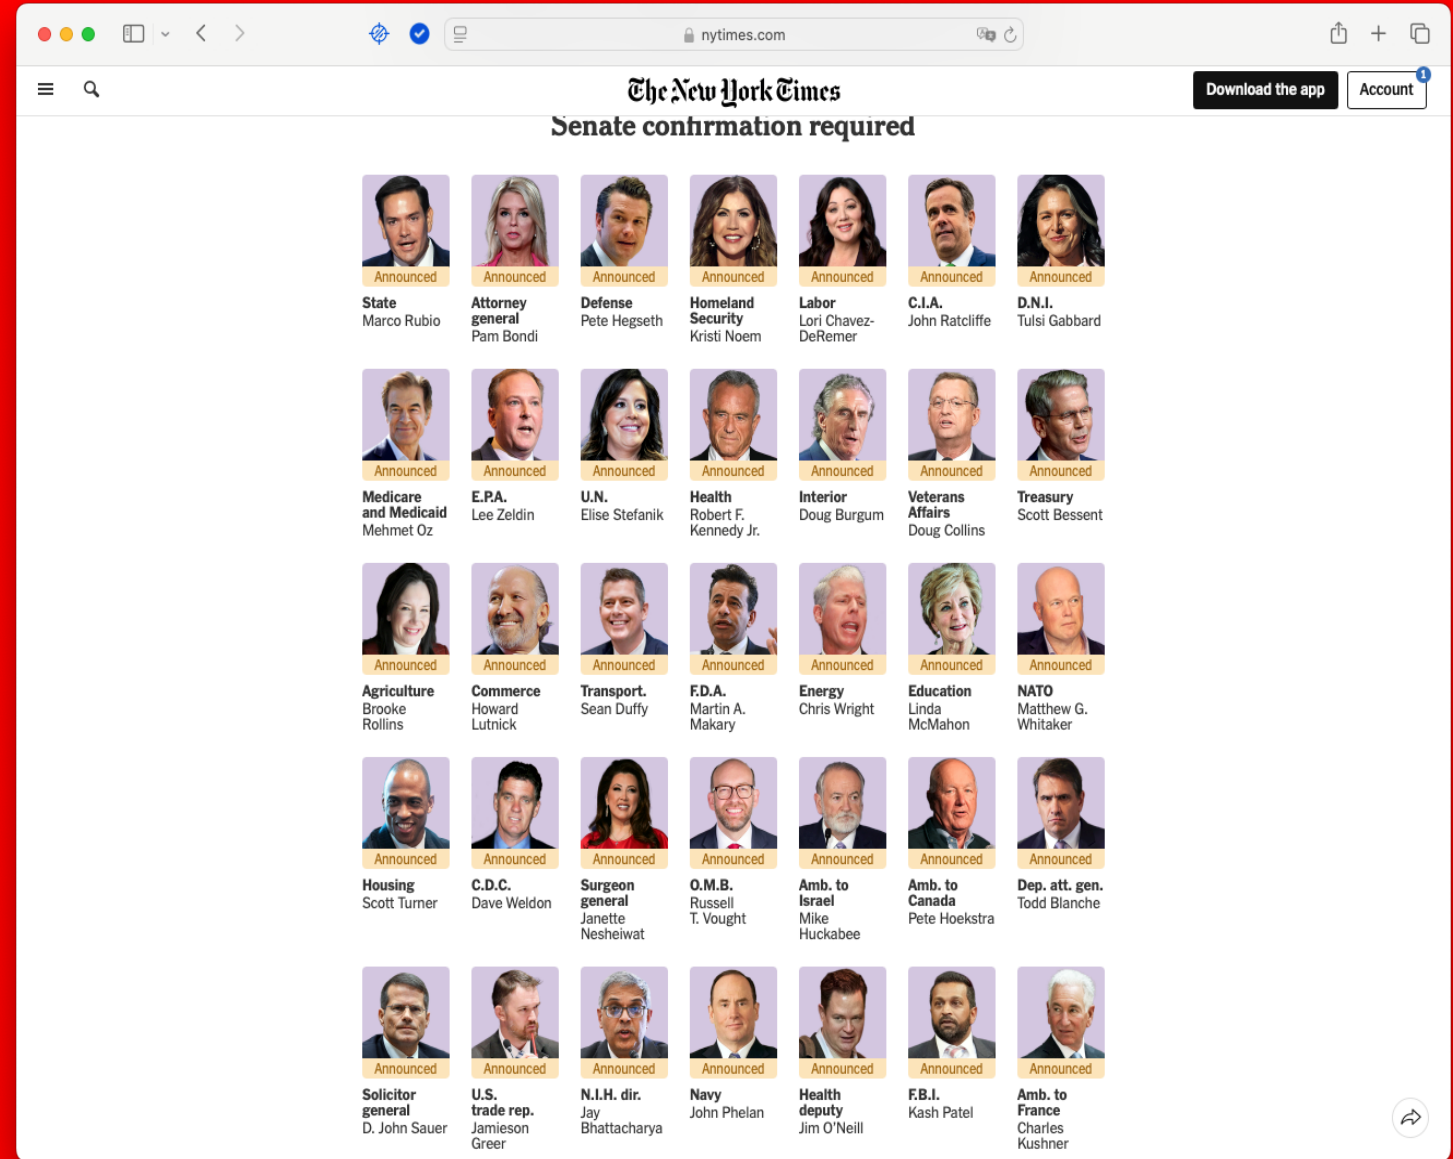 nytimes.com
The New York Times
Download the app
Account
1
Senate confirmation required
Announced
Announced
Announced
Announced
Announced
Announced
Announced
State
Marco Rubio
Attorney
general
Pam Bondi
Defense
Pete Hegseth
Homeland
Security
Kristi Noem
Labor
Lori Chavez-
DeRemer
C.I.A.
John Ratcliffe
D.N.I.
Tulsi Gabbard
Announced
Announced
Announced
Announced
Announced
Announced
Announced
Medicare
and Medicaid
Mehmet Oz
E.P.A.
Lee Zeldin
U.N.
Elise Stefanik
Health
Robert F.
Kennedy Jr.
Interior
Doug Burgum
Veterans
Affairs
Doug Collins
Treasury
Scott Bessent
Announced
Announced
Announced
Announced
Announced
Announced
Announced
Agriculture
Brooke
Rollins
Commerce
Howard
Lutnick
Transport.
Sean Duffy
F.D.A.
Martin A.
Makary
Energy
Chris Wright
Education
Linda
McMahon
NATO
Matthew G.
Whitaker
Announced
Announced
Announced
Announced
Announced
Announced
Announced
Housing
Scott Turner
C.D.C.
Dave Weldon
Surgeon
general
Janette
Nesheiwat
O.M.B.
Russell
T. Vought
Amb. to
Israel
Mike
Huckabee
Amb. to
Canada
Pete Hoekstra
Dep. att. gen.
Todd Blanche
Announced
Announced
Announced
Announced
Announced
Announced
Announced
Solicitor
general
D. John Sauer
U.S.
trade rep.
Jamieson
Greer
N.I.H. dir.
Jay
Bhattacharya
Navy
John Phelan
Health
deputy
Jim O'Neill
F.B.I.
Kash Patel
Amb. to
France
Charles
Kushner